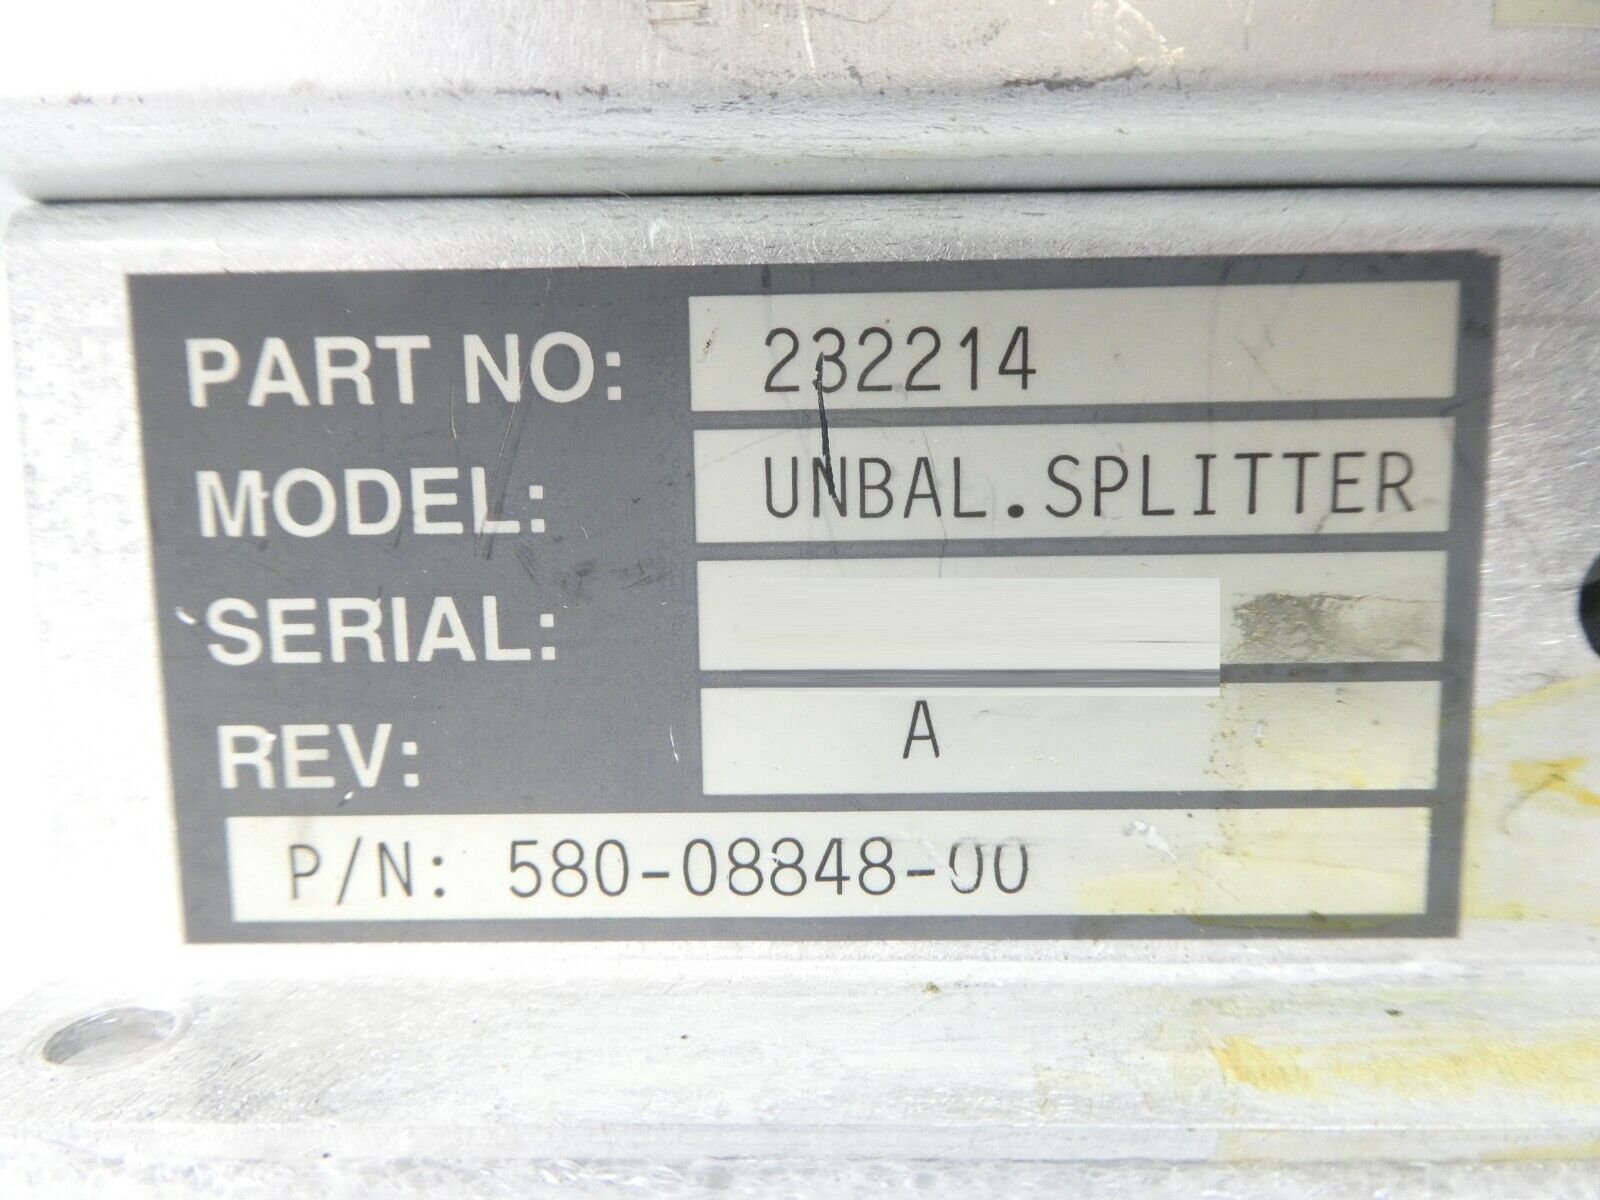 PART NO: 232214
MODEL: UNBAL.SPLITTER
SERIAL:
REV: A
P/N: 580-08848-00